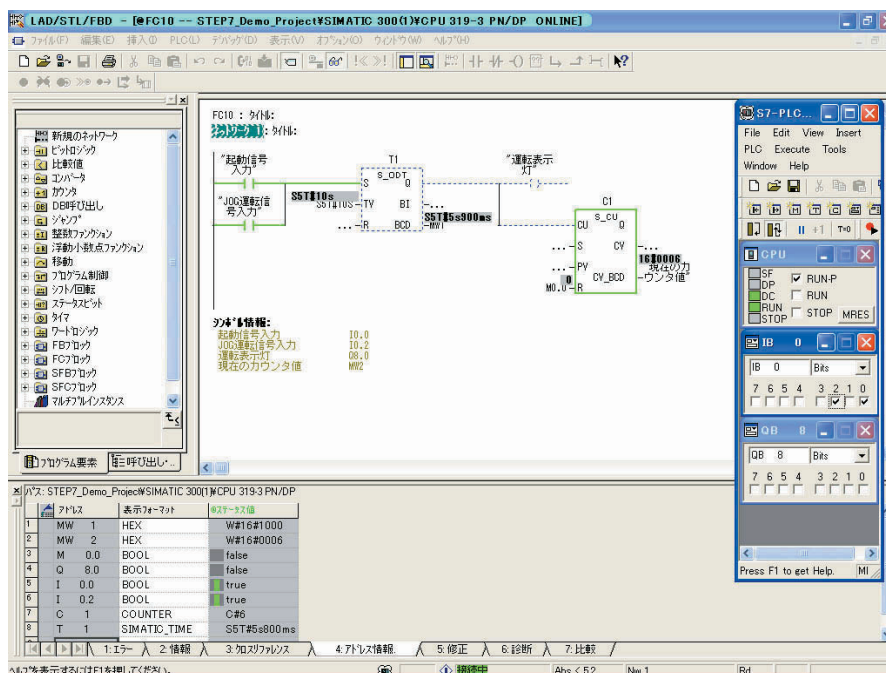 LAD/STL/FBD - [@FC10 -- STEP7_Demo_Project¥SIMATIC 300(1)¥CPU 319-3 PN/DP ONLINE]
ファイル(F) 編集(E) 挿入(I) PLC(L) デバッグ(D) 表示(V) オプション(O) ウィンドウ(W) ヘルプ(H)
新規のネットワーク
ビットロジック
比較値
コンバータ
カウンタ
DB呼び出し
ジャンプ
整数ファンクション
浮動小数点ファンクション
移動
プログラム制御
シフト/回転
ステータスビット
タイマ
ワードロジック
FBブロック
FCブロック
SFBブロック
SFCブロック
マルチプルインスタンス
プログラム要素
呼び出し・..
FC10 : タイトル:
: タイトル:
"起動信号
入力"
T1
"運転表示
灯"
S_ODT
S Q
"JOG運転信
号入力"
S5T#10s
S5T#10S
TV BI
...
... R BCD
S5T#5s900ms
MW1
C1
S_CU
CU Q
... S CV ...
16#0006
... PV
"現在のカ
ウンタ値"
CV_BCD
0
M0.0 R
シンボル情報:
起動信号入力 I0.0
JOG運転信号入力 I0.2
運転表示灯 Q8.0
現在のカウンタ値 MW2
S7-PLC...
File Edit View Insert
PLC Execute Tools
Window Help
+1 T=0
CPU
SF
DP
DC
RUN
STOP
RUN-P
RUN
STOP
MRES
IB 0
IB 0 Bits
7 6 5 4 3 2 1 0
QB 8
QB 8 Bits
7 6 5 4 3 2 1 0
Press F1 to get Help. MI
パス: STEP7_Demo_Project¥SIMATIC 300(1)¥CPU 319-3 PN/DP
アドレス 表示フォーマット @ステータス値
1 MW 1 HEX W#16#1000
2 MW 2 HEX W#16#0006
3 M 0.0 BOOL false
4 Q 8.0 BOOL false
5 I 0.0 BOOL true
6 I 0.2 BOOL true
7 C 1 COUNTER C#6
8 T 1 SIMATIC_TIME S5T#5s800ms
1: エラー 2: 情報 3: クロスリファレンス 4: アドレス情報. 5: 修正 6: 診断 7: 比較
ヘルプを表示するにはF1を押してください。 接続中 Abs < 5.2 Nw 1 Rd